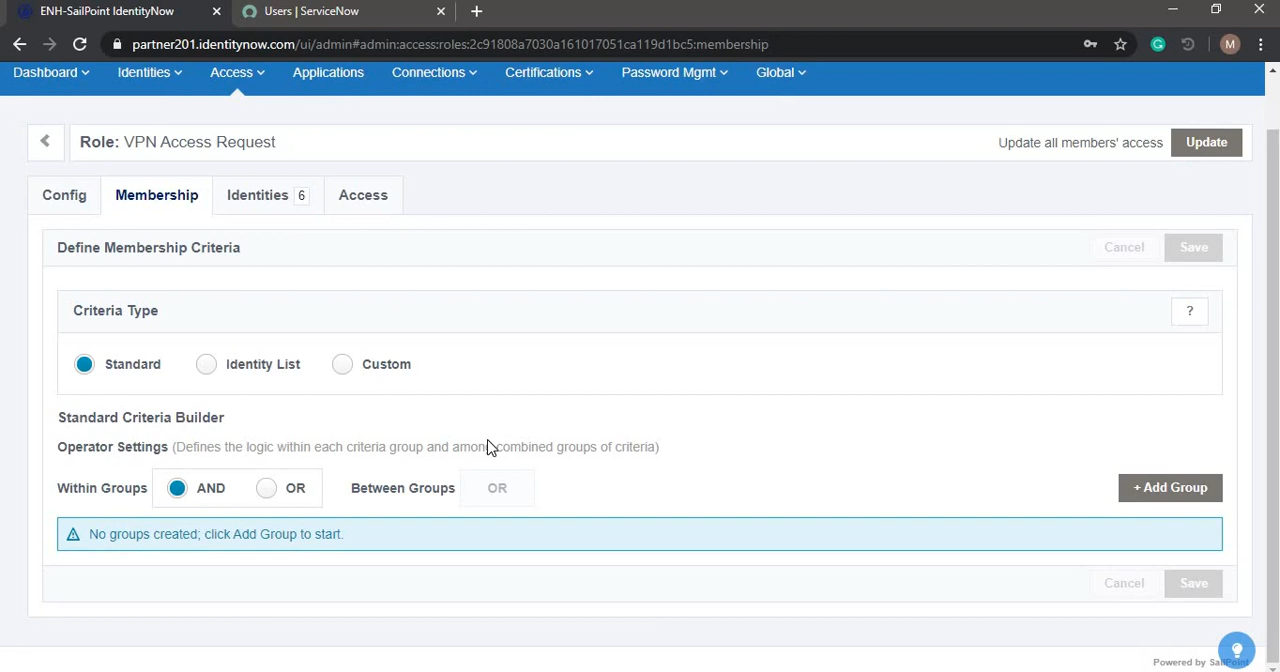 ENH-SailPoint IdentityNow
Users | ServiceNow
partner201.identitynow.com/ui/admin#admin:access:roles:2c91808a7030a161017051ca119d1bc5:membership
M
Dashboard
Identities
Access
Applications
Connections
Certifications
Password Mgmt
Global
Role: VPN Access Request
Update all members' access
Update
Config
Membership
Identities 6
Access
Define Membership Criteria
Cancel
Save
Criteria Type
?
Standard
Identity List
Custom
Standard Criteria Builder
Operator Settings (Defines the logic within each criteria group and among combined groups of criteria)
Within Groups
AND
OR
Between Groups
OR
+ Add Group
No groups created; click Add Group to start.
Cancel
Save
Powered by SailPoint